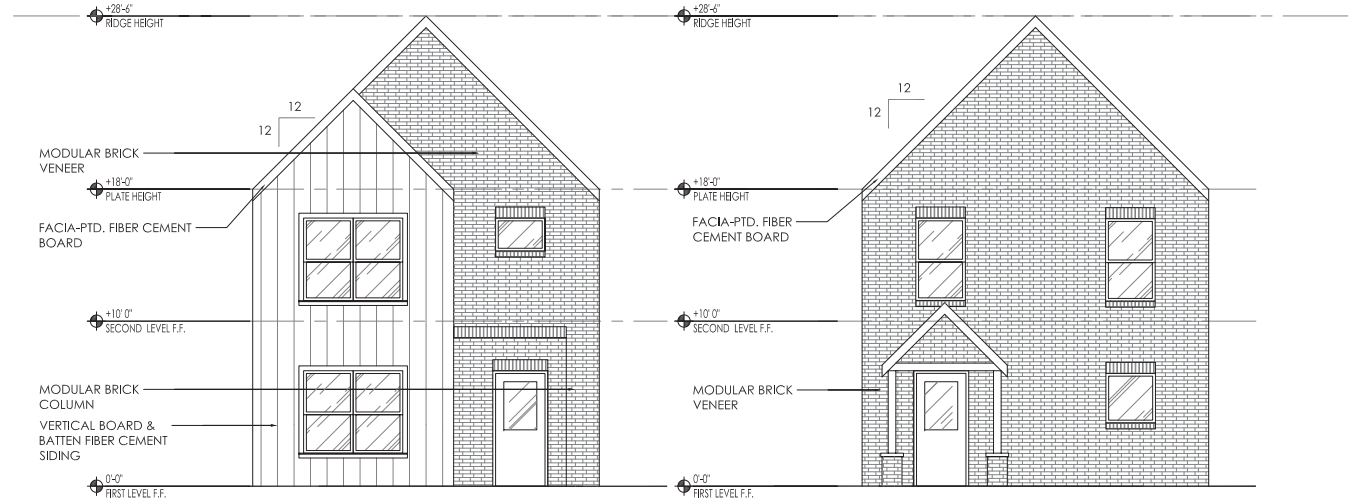 +28'-6"
RIDGE HEIGHT
12
12
MODULAR BRICK
VENEER
+18'-0"
PLATE HEIGHT
FACIA-PTD. FIBER CEMENT
BOARD
+10' 0"
SECOND LEVEL F.F.
MODULAR BRICK
COLUMN
VERTICAL BOARD &
BATTEN FIBER CEMENT
SIDING
0'-0"
FIRST LEVEL F.F.
+28'-6"
RIDGE HEIGHT
12
12
+18'-0"
PLATE HEIGHT
FACIA-PTD. FIBER
CEMENT BOARD
+10' 0"
SECOND LEVEL F.F.
MODULAR BRICK
VENEER
0'-0"
FIRST LEVEL F.F.